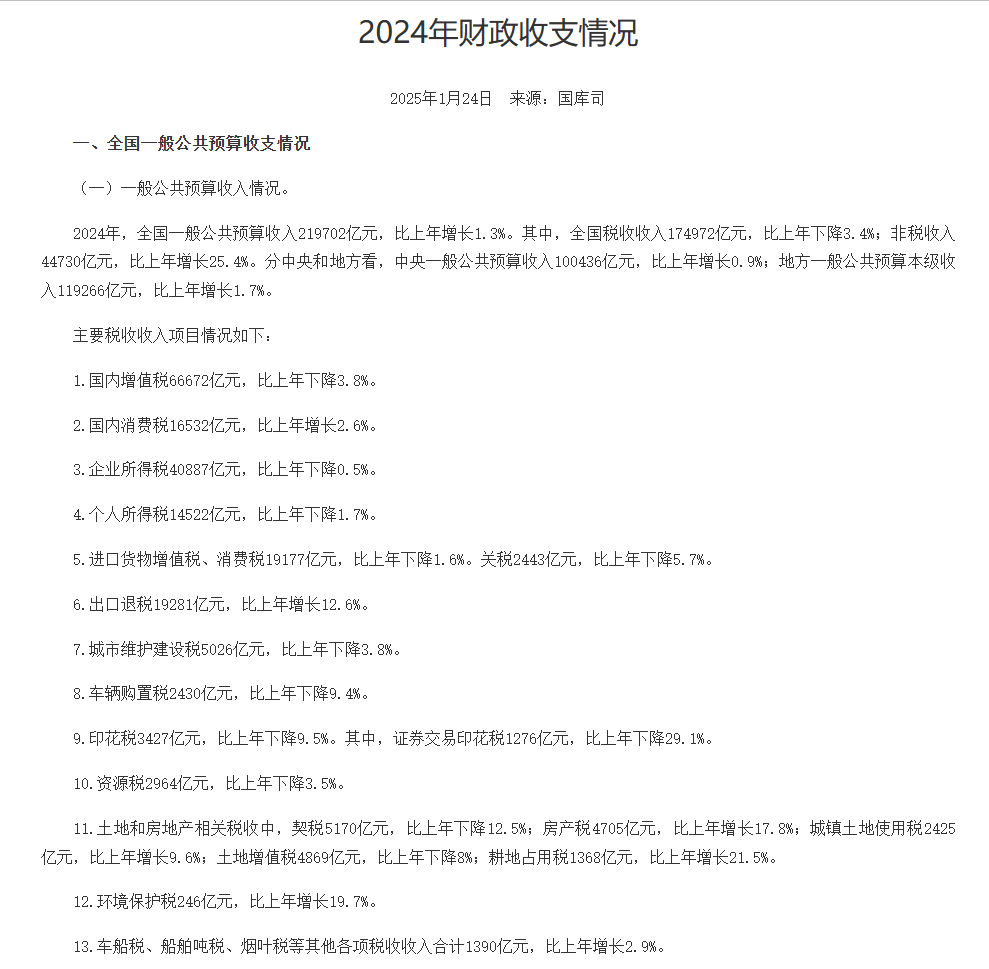 2024年财政收支情况
2025年1月24日 来源：国库司
一、全国一般公共预算收支情况
（一）一般公共预算收入情况。
2024年，全国一般公共预算收入219702亿元，比上年增长1.3%。其中，全国税收收入174972亿元，比上年下降3.4%；非税收入
44730亿元，比上年增长25.4%。分中央和地方看，中央一般公共预算收入100436亿元，比上年增长0.9%；地方一般公共预算本级收
入119266亿元，比上年增长1.7%。
主要税收收入项目情况如下：
1.国内增值税66672亿元，比上年下降3.8%。
2.国内消费税16532亿元，比上年增长2.6%。
3.企业所得税40887亿元，比上年下降0.5%。
4.个人所得税14522亿元，比上年下降1.7%。
5.进口货物增值税、消费税19177亿元，比上年下降1.6%。关税2443亿元，比上年下降5.7%。
6.出口退税19281亿元，比上年增长12.6%。
7.城市维护建设税5026亿元，比上年下降3.8%。
8.车辆购置税2430亿元，比上年下降9.4%。
9.印花税3427亿元，比上年下降9.5%。其中，证券交易印花税1276亿元，比上年下降29.1%。
10.资源税2964亿元，比上年下降3.5%。
11.土地和房地产相关税收中，契税5170亿元，比上年下降12.5%；房产税4705亿元，比上年增长17.8%；城镇土地使用税2425
亿元，比上年增长9.6%；土地增值税4869亿元，比上年下降8%；耕地占用税1368亿元，比上年增长21.5%。
12.环境保护税246亿元，比上年增长19.7%。
13.车船税、船舶吨税、烟叶税等其他各项税收收入合计1390亿元，比上年增长2.9%。